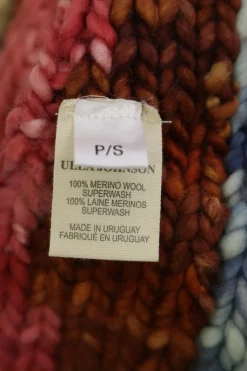 P/S
ULLA JOHNSON
100% MERINO WOOL
SUPERWASH
100% LAINE MERINOS
SUPERWASH
MADE IN URUGUAY
FABRIQUÉ EN URUGUAY